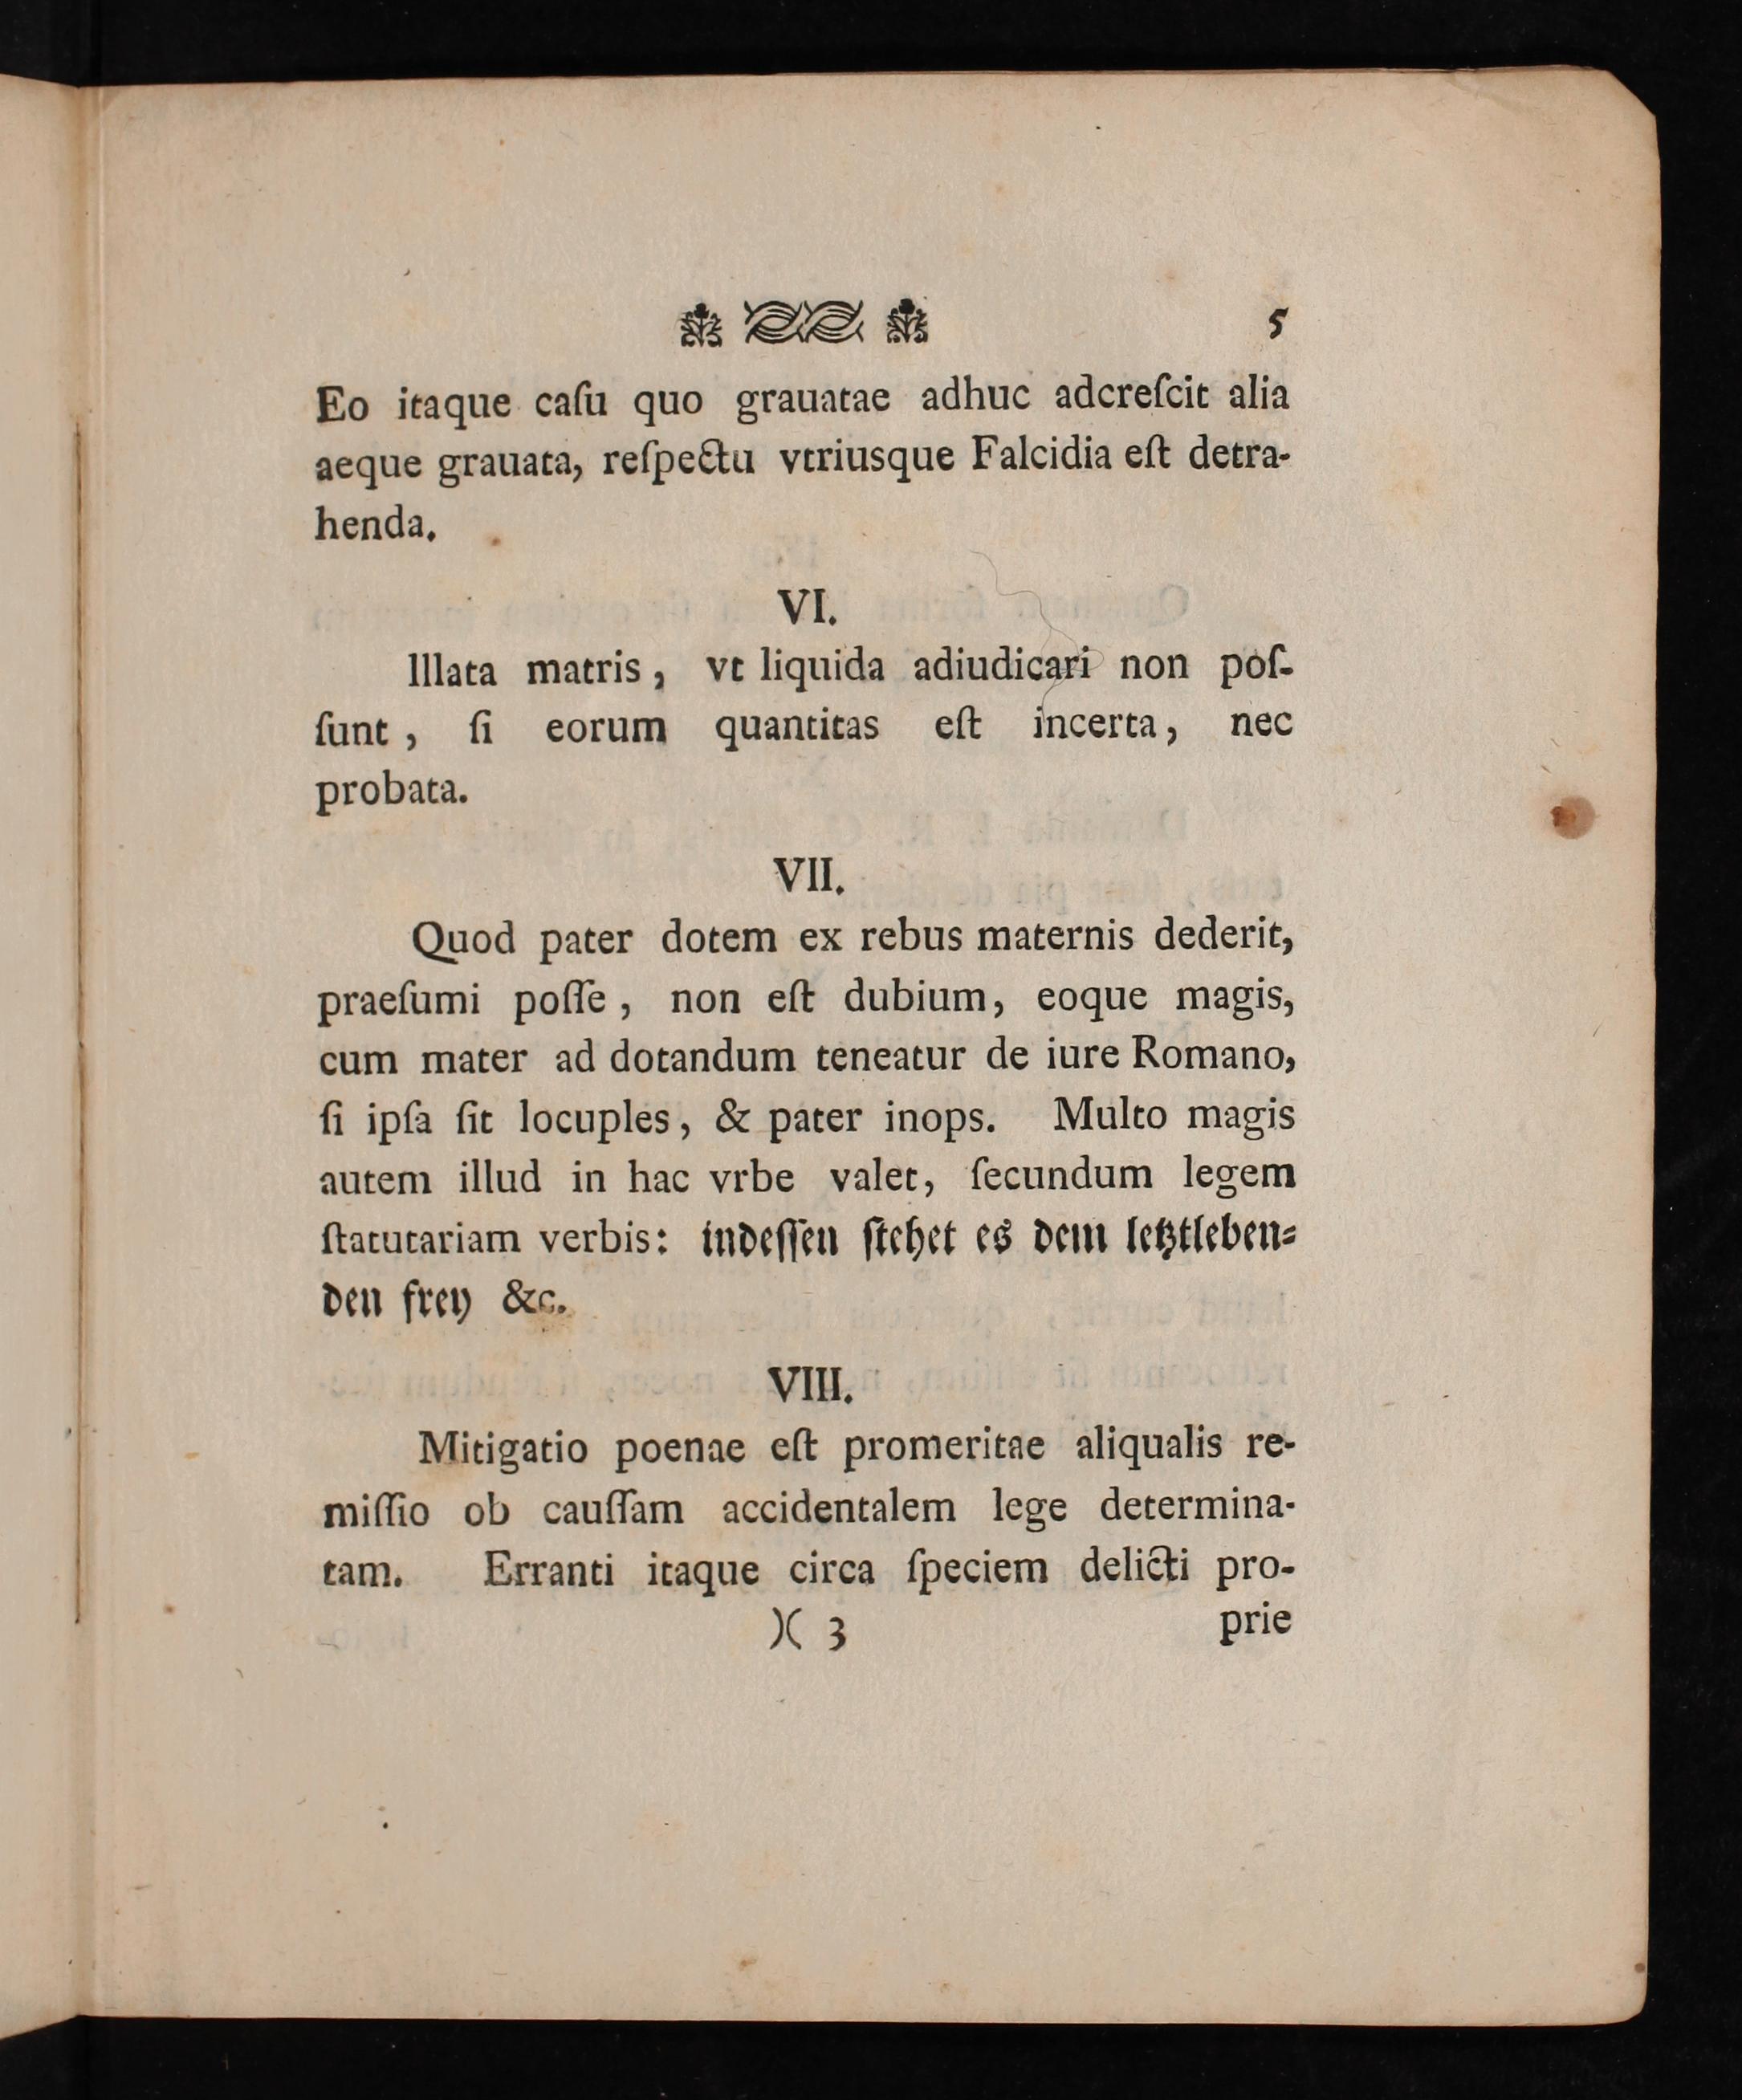 5
Eo itaque caſu quo grauatae adhuc adcreſcit alia
aeque grauata, reſpectu vtriusque Falcidia eſt detra-
henda.
VI.
Illata matris, vt liquida adiudicari non poſ-
ſunt, ſi eorum quantitas eſt incerta, nec
probata.
VII.
Quod pater dotem ex rebus maternis dederit,
praeſumi poſſe, non eſt dubium, eoque magis,
cum mater ad dotandum teneatur de iure Romano,
ſi ipſa ſit locuples, & pater inops. Multo magis
autem illud in hac vrbe valet, ſecundum legem
ſtatutariam verbis: indeſſen ſtehet es dem letztleben-
den frey &c.
VIII.
Mitigatio poenae eſt promeritae aliqualis re-
miſſio ob cauſſam accidentalem lege determina-
tam. Erranti itaque circa ſpeciem delicti pro-
)( 3 prie